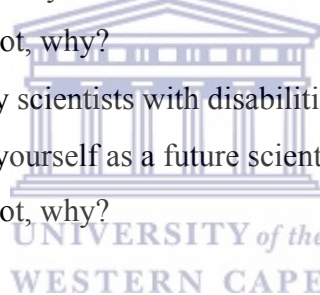 ot, why?
y scientists with disabiliti
yourself as a future scient
ot, why?
UNIVERSITY of the
WESTERN CAPE